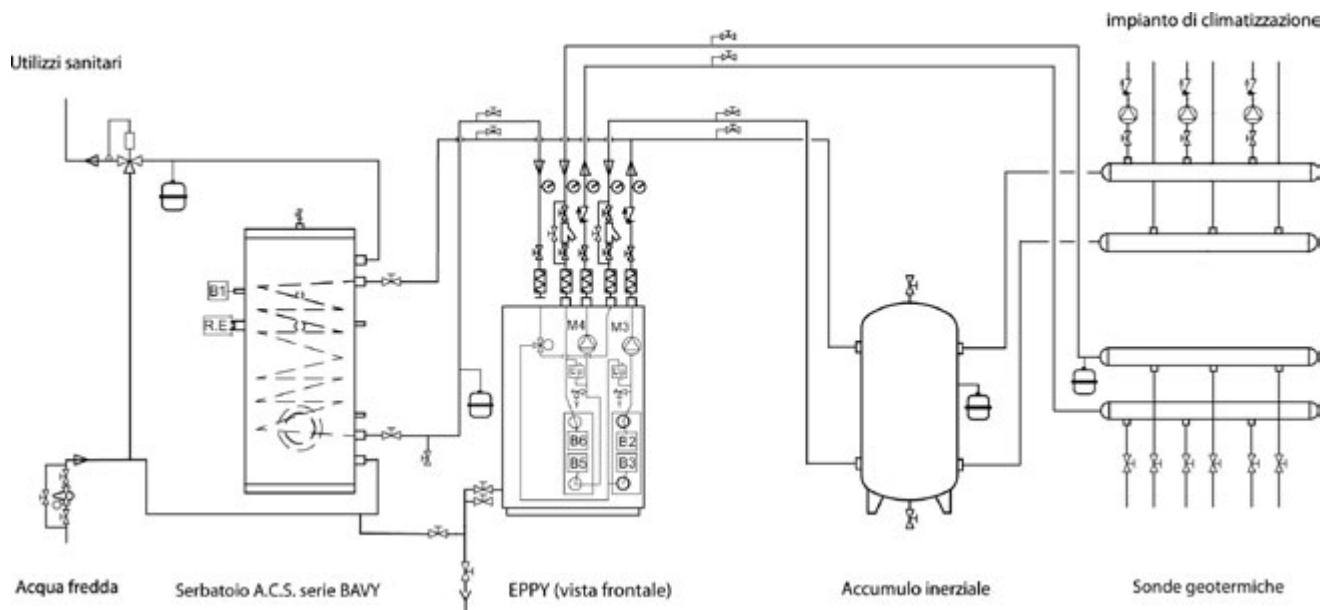 impianto di climatizzazione
Utilizzi sanitari
B1
R.E.
M4
M3
B6
B2
B5
B3
Acqua fredda
Serbatoio A.C.S. serie BAVY
EPPY (vista frontale)
Accumulo inerziale
Sonde geotermiche